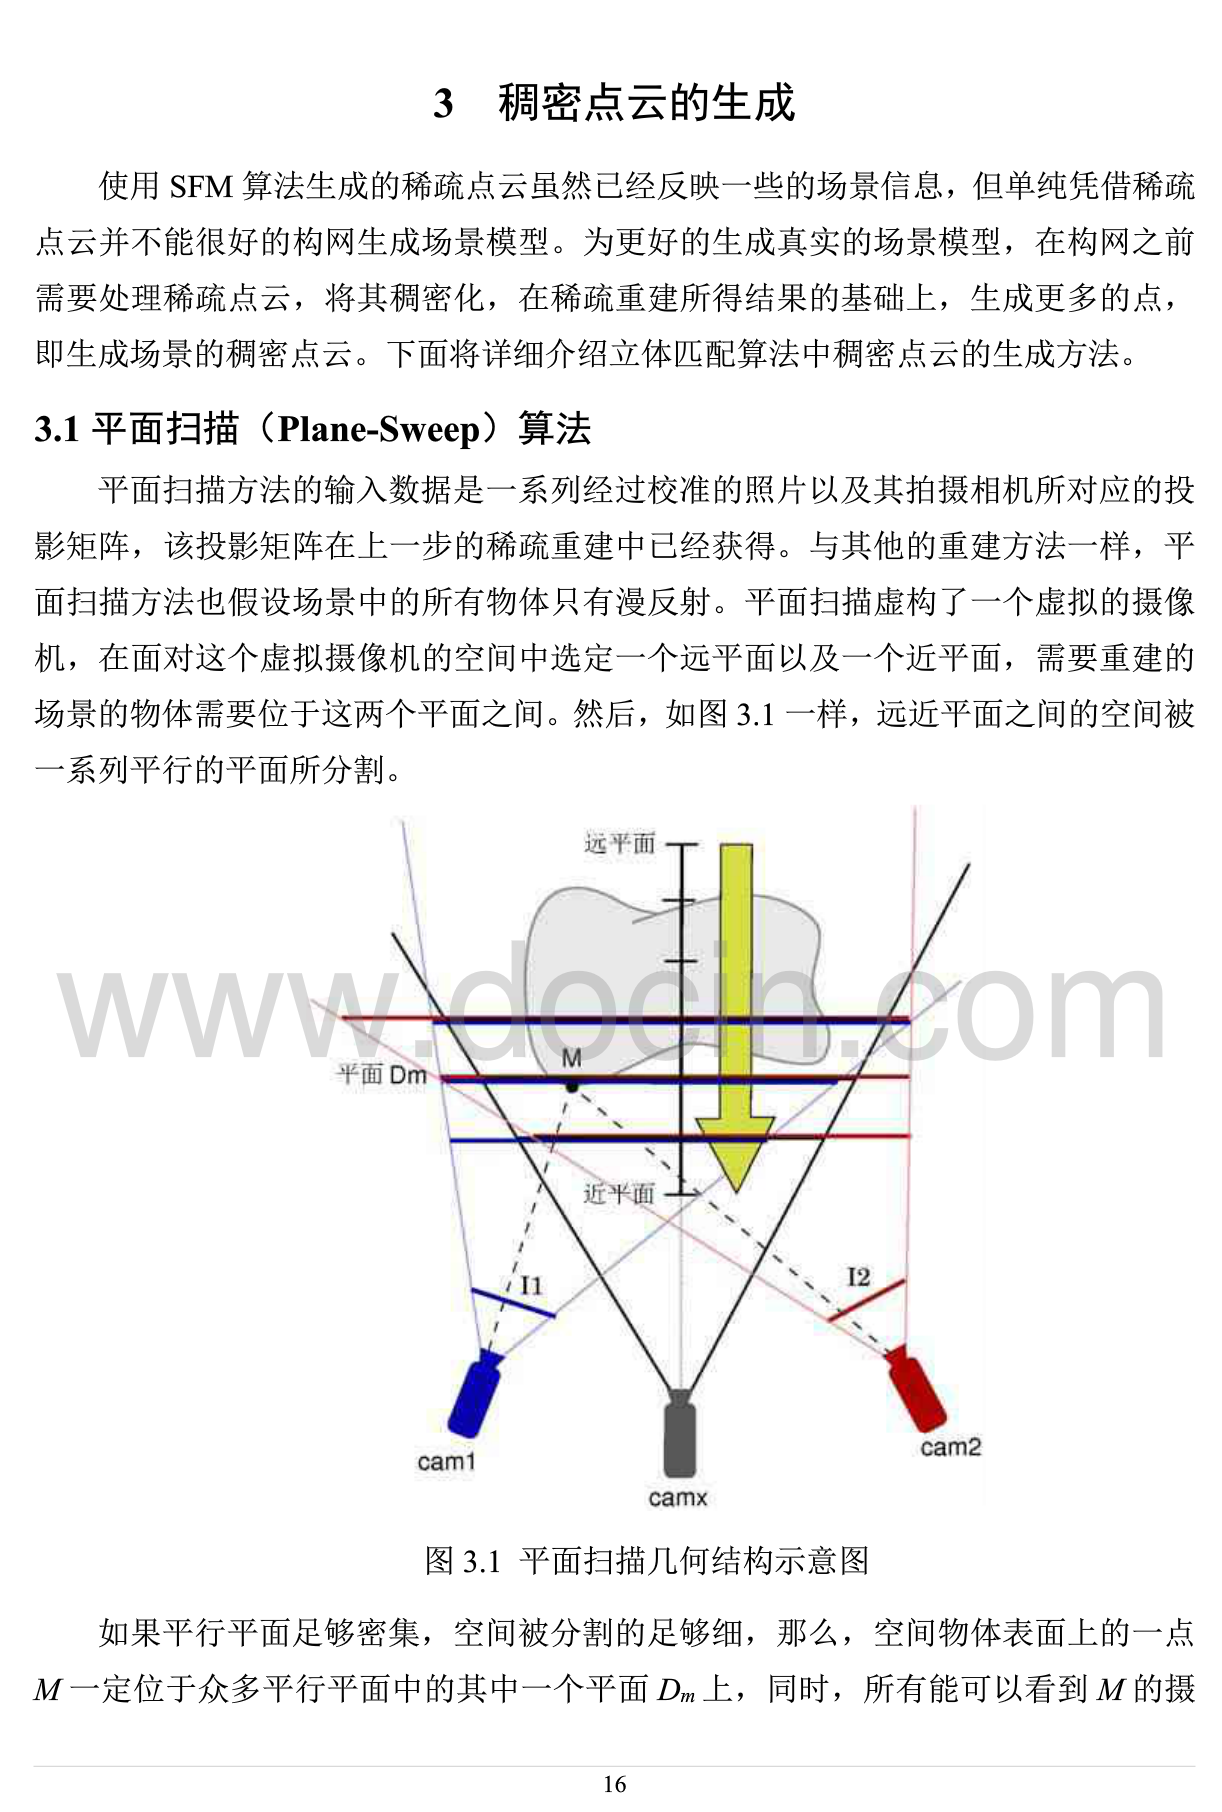 3 稠密点云的生成
使用 SFM 算法生成的稀疏点云虽然已经反映一些的场景信息，但单纯凭借稀疏
点云并不能很好的构网生成场景模型。为更好的生成真实的场景模型，在构网之前
需要处理稀疏点云，将其稠密化，在稀疏重建所得结果的基础上，生成更多的点，
即生成场景的稠密点云。下面将详细介绍立体匹配算法中稠密点云的生成方法。
3.1 平面扫描（Plane-Sweep）算法
平面扫描方法的输入数据是一系列经过校准的照片以及其拍摄相机所对应的投
影矩阵，该投影矩阵在上一步的稀疏重建中已经获得。与其他的重建方法一样，平
面扫描方法也假设场景中的所有物体只有漫反射。平面扫描虚构了一个虚拟的摄像
机，在面对这个虚拟摄像机的空间中选定一个远平面以及一个近平面，需要重建的
场景的物体需要位于这两个平面之间。然后，如图 3.1 一样，远近平面之间的空间被
一系列平行的平面所分割。
远平面
www.docin.com
M
平面 Dm
近平面
I1
I2
cam1
cam2
camx
图 3.1 平面扫描几何结构示意图
如果平行平面足够密集，空间被分割的足够细，那么，空间物体表面上的一点
M 一定位于众多平行平面中的其中一个平面 Dm 上，同时，所有能可以看到 M 的摄
16